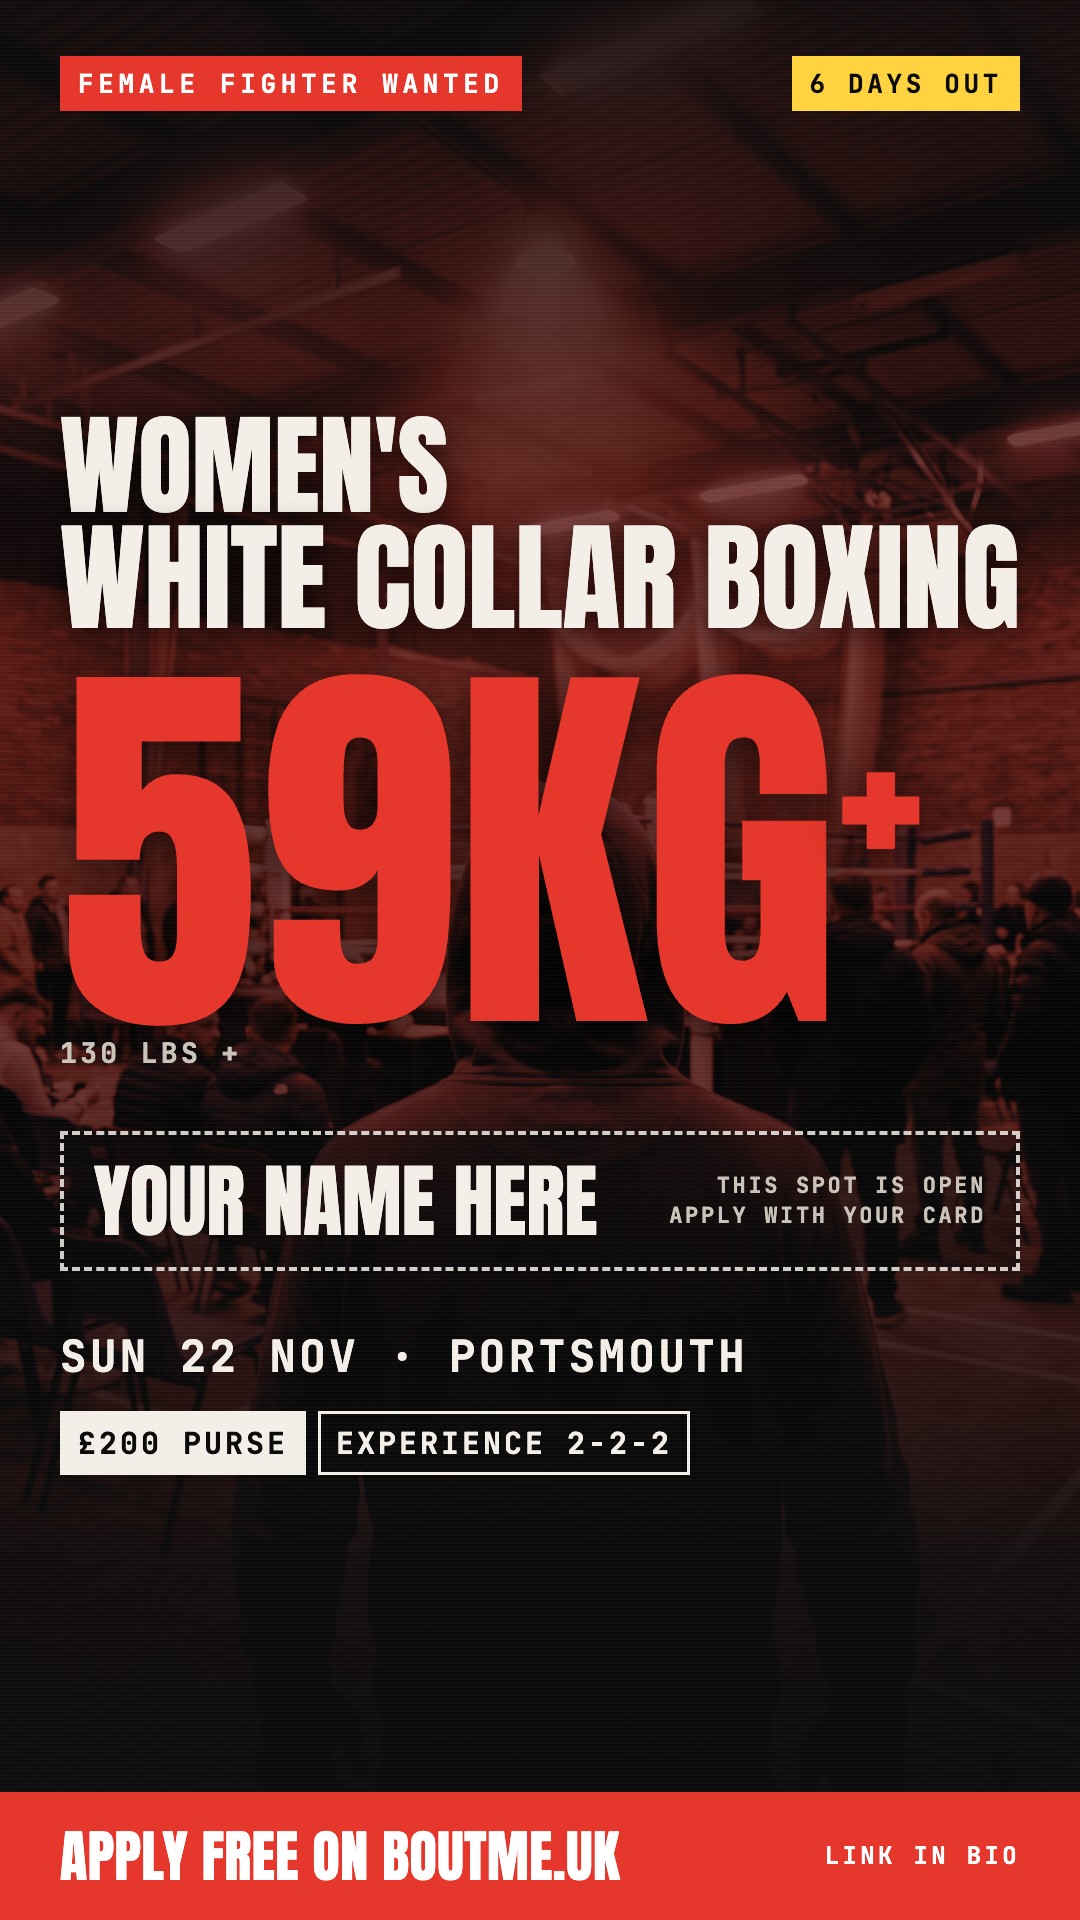 FEMALE FIGHTER WANTED
6 DAYS OUT
WOMEN'S
WHITE COLLAR BOXING
59KG+
130 LBS +
YOUR NAME HERE
THIS SPOT IS OPEN
APPLY WITH YOUR CARD
SUN 22 NOV · PORTSMOUTH
£200 PURSE
EXPERIENCE 2-2-2
APPLY FREE ON BOUTME.UK
LINK IN BIO